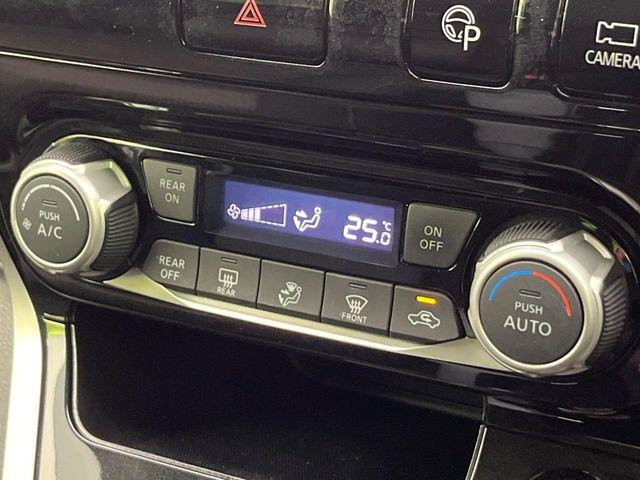 P
CAMERA
REAR
ON
PUSH
A/C
25.0
°C
ON
OFF
REAR
OFF
REAR
FRONT
PUSH
AUTO